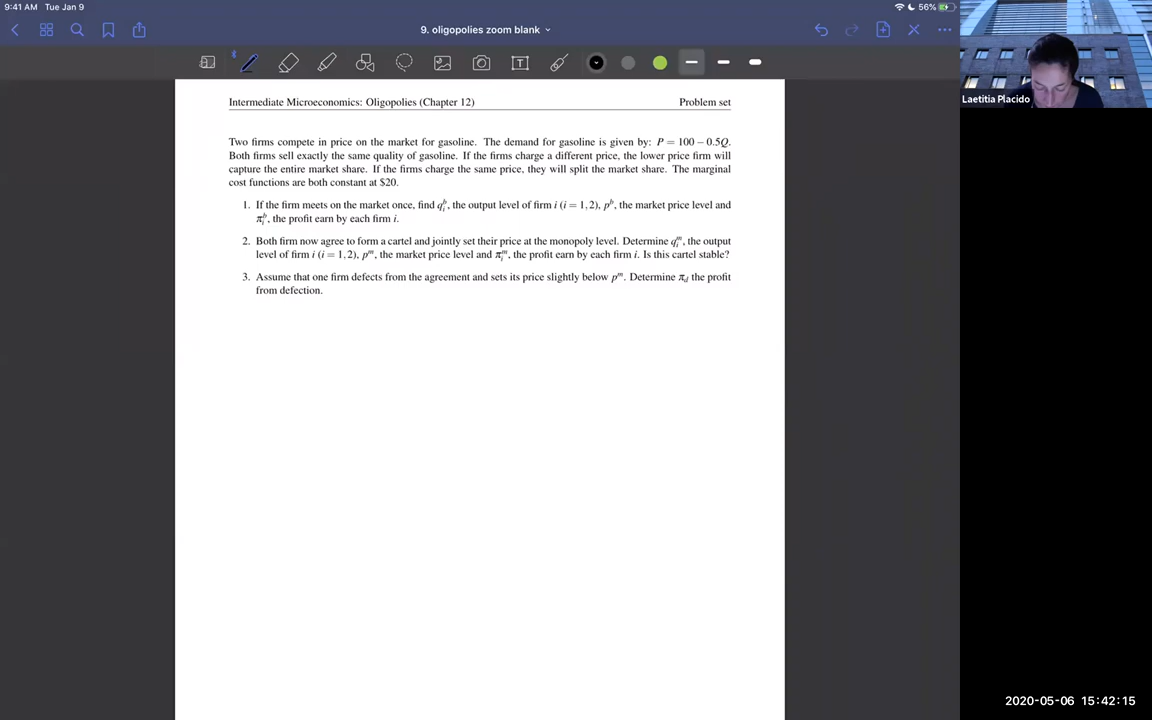 9:41 AM Tue Jan 9
56%
9. oligopolies zoom blank
T
Laetitia Placido
Intermediate Microeconomics: Oligopolies (Chapter 12) Problem set
Two firms compete in price on the market for gasoline. The demand for gasoline is given by: P = 100 − 0.5Q.
Both firms sell exactly the same quality of gasoline. If the firms charge a different price, the lower price firm will
capture the entire market share. If the firms charge the same price, they will split the market share. The marginal
cost functions are both constant at $20.
1. If the firm meets on the market once, find q_i^b, the output level of firm i (i = 1,2), p^b, the market price level and
π_i^b, the profit earn by each firm i.
2. Both firm now agree to form a cartel and jointly set their price at the monopoly level. Determine q_i^m, the output
level of firm i (i = 1,2), p^m, the market price level and π_i^m, the profit earn by each firm i. Is this cartel stable?
3. Assume that one firm defects from the agreement and sets its price slightly below p^m. Determine π_d the profit
from defection.
2020-05-06 15:42:15